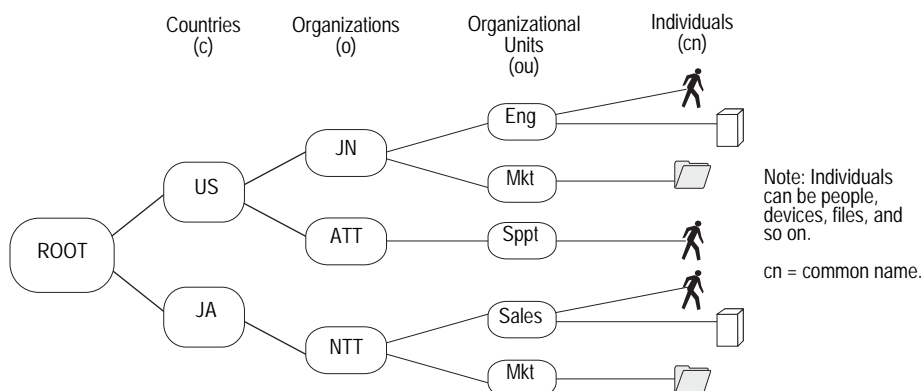 Countries
(c)
Organizations
(o)
Organizational
Units
(ou)
Individuals
(cn)
ROOT
US
JA
JN
ATT
NTT
Eng
Mkt
Sppt
Sales
Mkt
Note: Individuals
can be people,
devices, files, and
so on.
cn = common name.